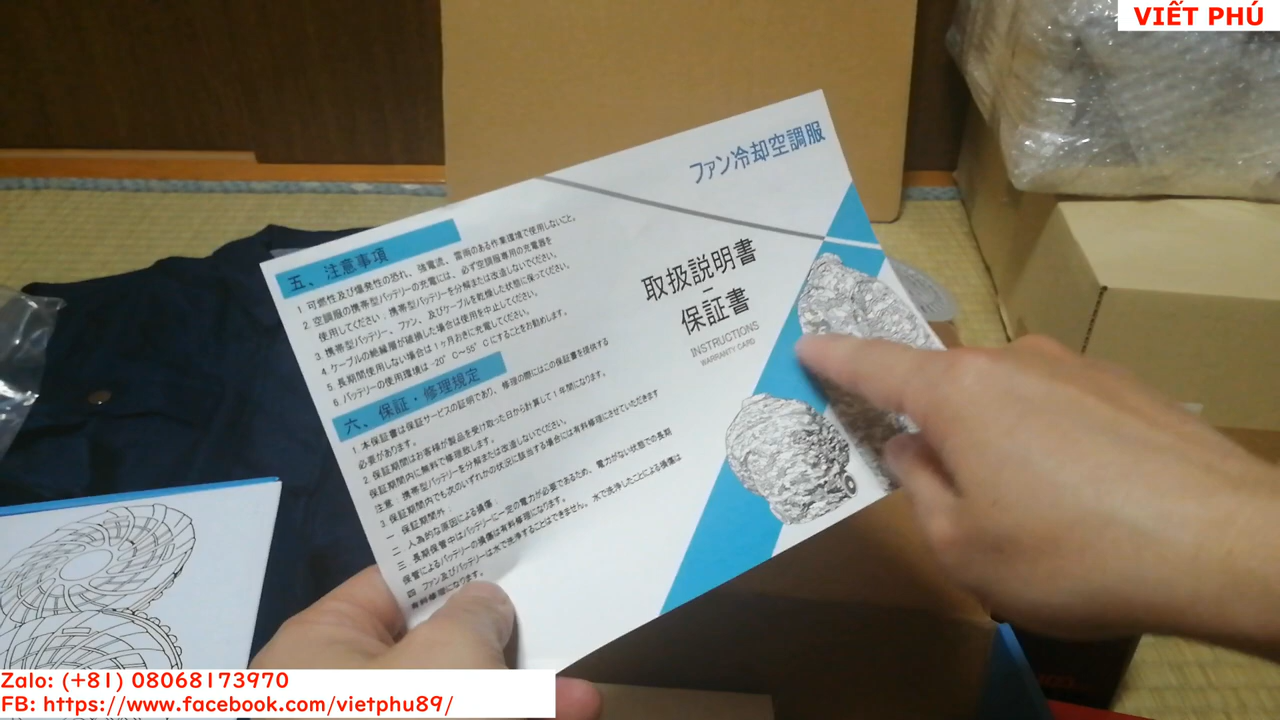 VIẾT PHÚ
ファン冷却空調服
取扱説明書
保証書
INSTRUCTIONS
WARRANTY CARD
五、注意事項
1. 可燃性及び爆発性の恐れ、強電流、雷雨のある作業環境で使用しないこと。
2. 空調服の携帯型バッテリーの充電には、必ず空調服専用の充電器を
使用してください；携帯型バッテリーを分解または改造しないでください。
3. 携帯型バッテリー、ファン、及びケーブルを乾燥した状態に保ってください。
4. ケーブルの絶縁層が破損した場合は使用を中止してください。
5. 長期間使用しない場合は1ヶ月おきに充電してください。
6. バッテリーの使用環境は -20°C～55°Cにすることをお勧めします。
六、保証・修理規定
1. 本保証書は保証サービスの証明であり、修理の際にはこの保証書を提供する
必要があります。
2. 保証期間はお客様が製品を受け取った日から計算して1年間になります。
保証期間内に無料で修理致します。
注意：携帯型バッテリーを分解または改造しないでください。
3. 保証期間内でも次のいずれかの状況に該当する場合には有料修理にさせていただきます
一 保証期間外；
二 人為的な原因による損傷；
三 長期保管中はバッテリーに一定の電力が必要であるため、電力がない状態での長期
保管によるバッテリーの損傷は有料修理になります。
四 ファン及びバッテリーは水で洗浄することはできません。水で洗浄したことによる損傷は
有料修理になります。
Zalo: (+81) 08068173970
FB: https://www.facebook.com/vietphu89/